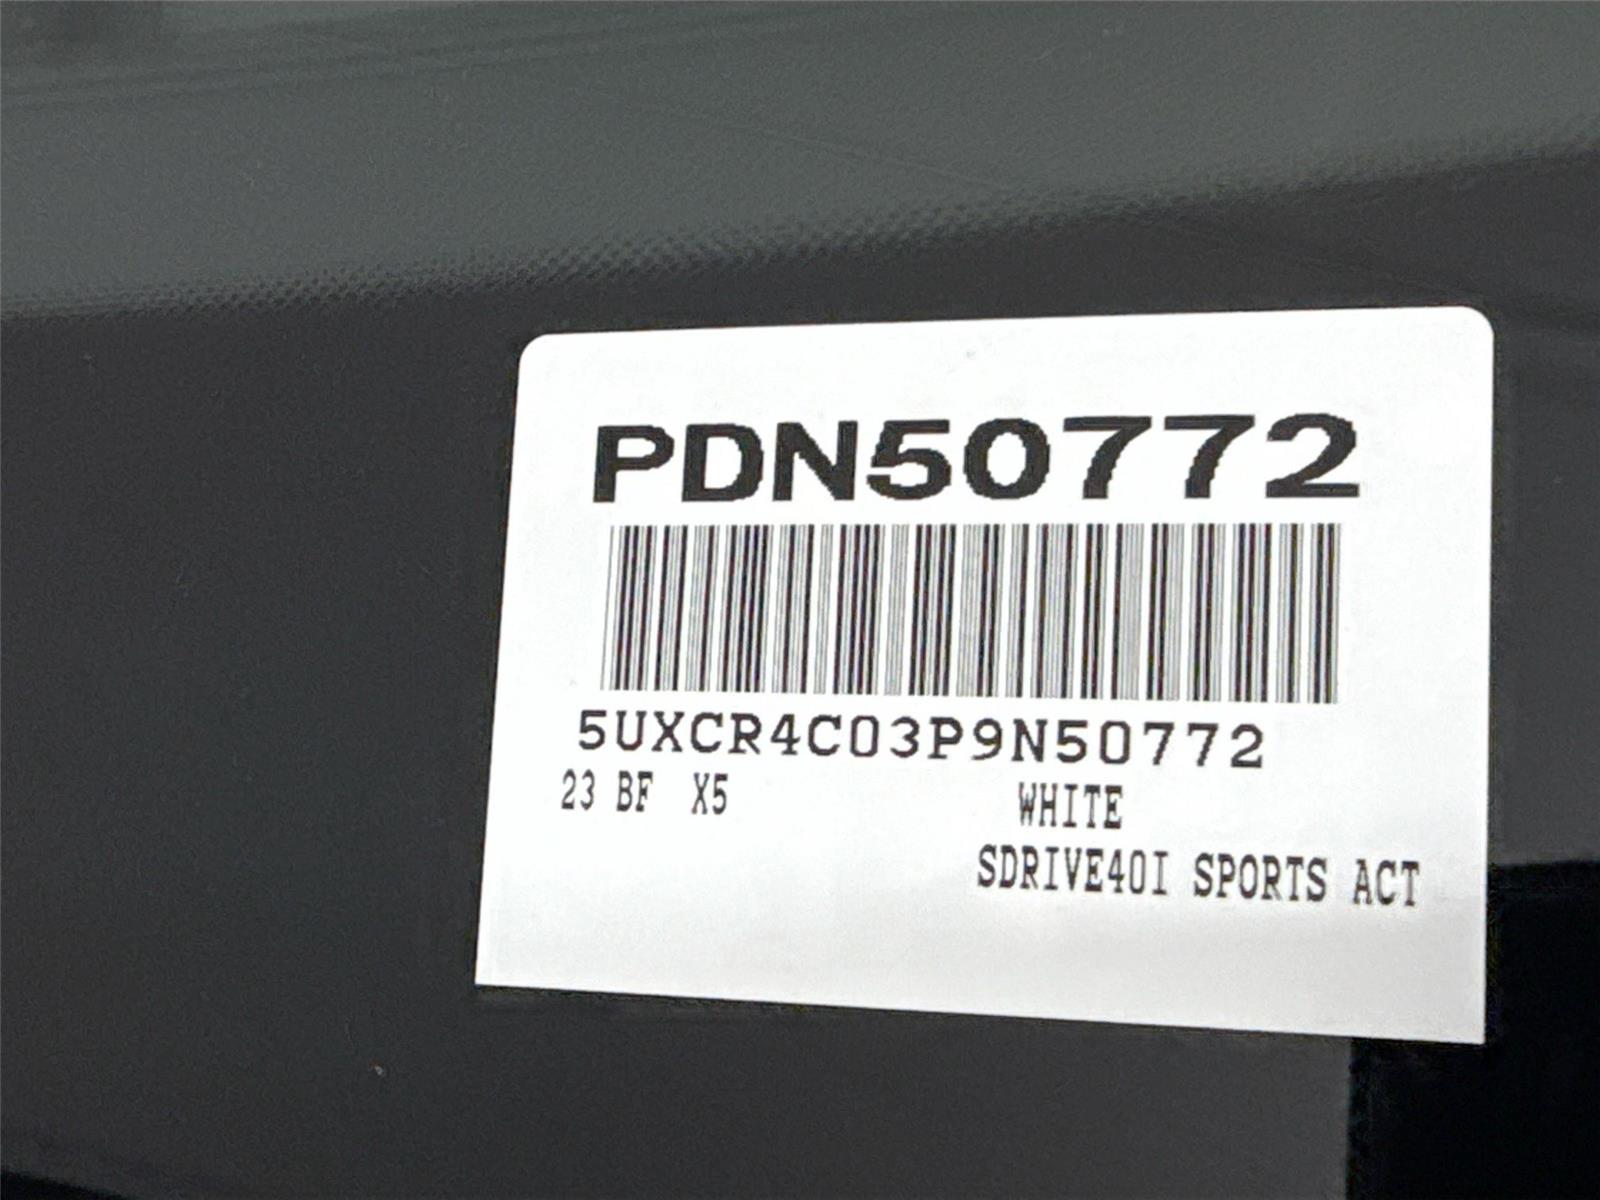 PDN50772
5UXCR4C03P9N50772
23 BF X5 WHITE
SDRIVE40I SPORTS ACT